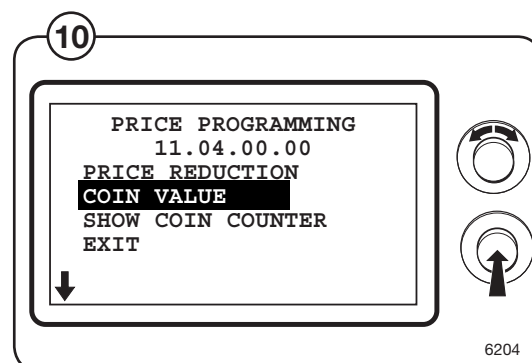 10
PRICE PROGRAMMING
11.04.00.00
PRICE REDUCTION
COIN VALUE
SHOW COIN COUNTER
EXIT
6204